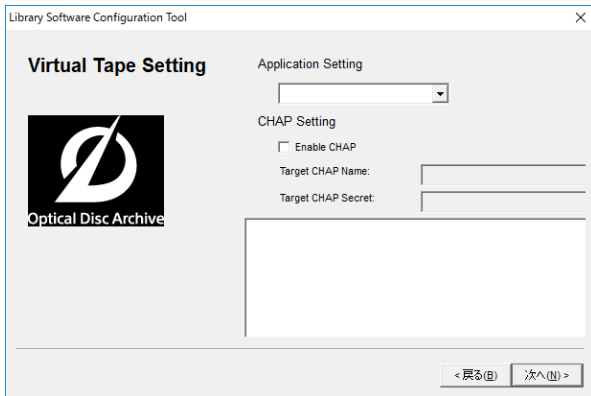 Library Software Configuration Tool
Virtual Tape Setting
Optical Disc Archive
Application Setting
CHAP Setting
Enable CHAP
Target CHAP Name:
Target CHAP Secret:
<戻る(B)
次へ(N)>